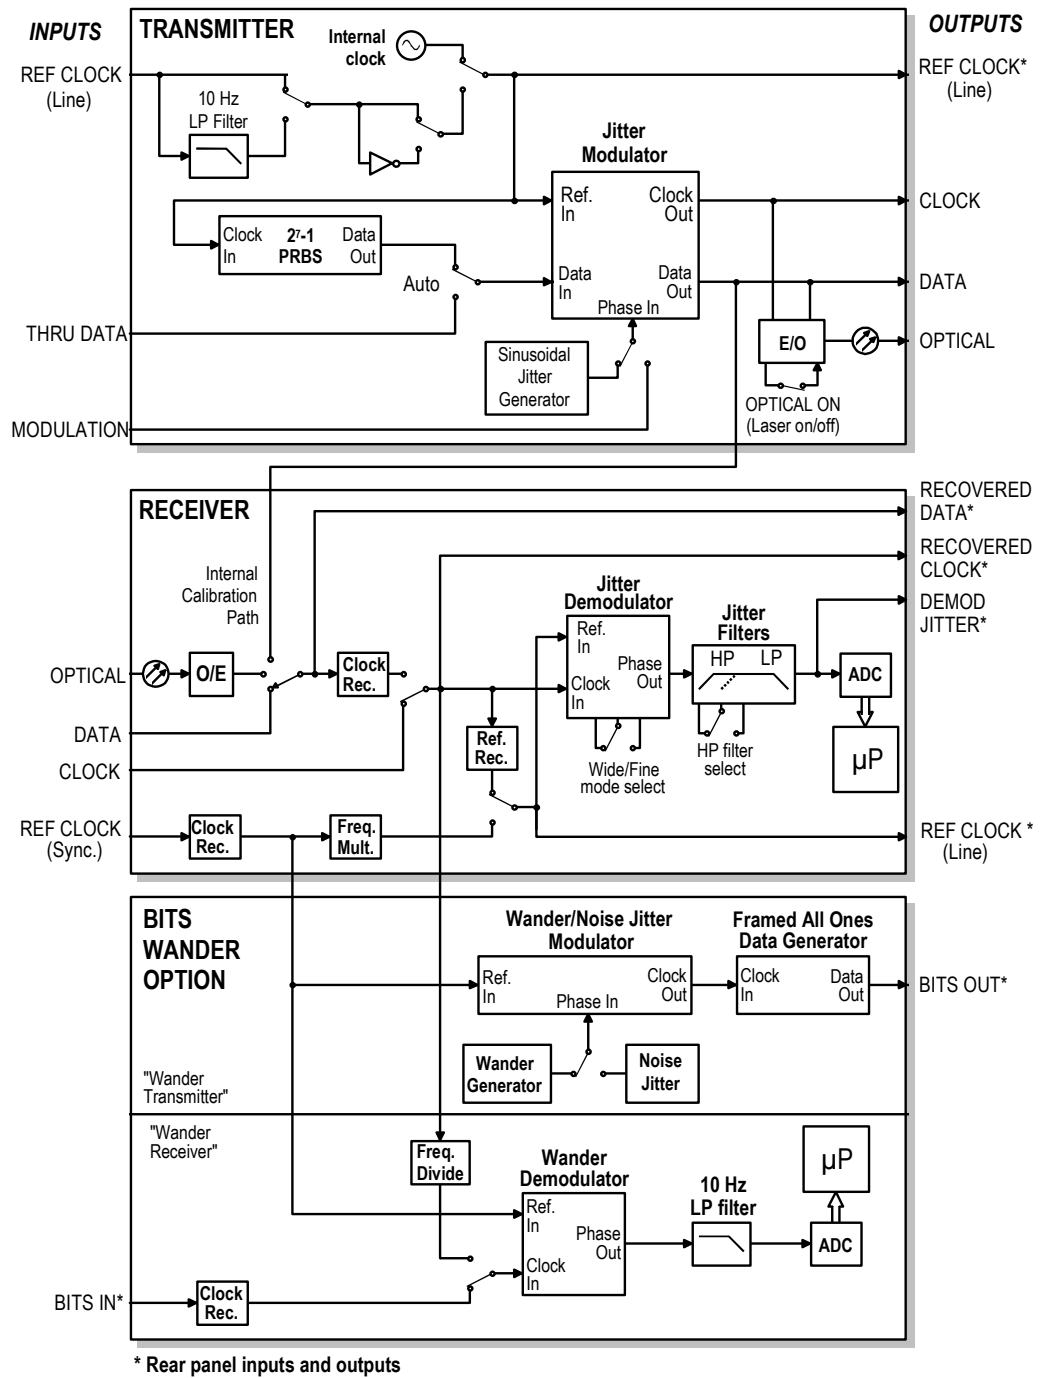 INPUTS
OUTPUTS
TRANSMITTER
Internal
clock
REF CLOCK
(Line)
REF CLOCK*
(Line)
10 Hz
LP Filter
Jitter
Modulator
Ref.
In
Clock
Out
CLOCK
Clock
In
2⁷-1
PRBS
Data
Out
Auto
Data
In
Data
Out
DATA
Phase In
THRU DATA
E/O
OPTICAL
Sinusoidal
Jitter
Generator
OPTICAL ON
(Laser on/off)
MODULATION
RECEIVER
RECOVERED
DATA*
RECOVERED
CLOCK*
Internal
Calibration
Path
Jitter
Demodulator
Jitter
Filters
DEMOD
JITTER*
Ref.
In
Phase
Out
HP LP
OPTICAL
O/E
Clock
Rec.
Clock
In
ADC
DATA
Ref.
Rec.
Wide/Fine
mode select
HP filter
select
µP
CLOCK
REF CLOCK
(Sync.)
Clock
Rec.
Freq.
Mult.
REF CLOCK *
(Line)
BITS
WANDER
OPTION
Wander/Noise Jitter
Modulator
Framed All Ones
Data Generator
Ref.
In
Phase In
Clock
Out
Clock
In
Data
Out
BITS OUT*
Wander
Generator
Noise
Jitter
"Wander
Transmitter"
"Wander
Receiver"
Freq.
Divide
Wander
Demodulator
10 Hz
LP filter
µP
Ref.
In
Phase
Out
ADC
Clock
In
BITS IN*
Clock
Rec.
* Rear panel inputs and outputs